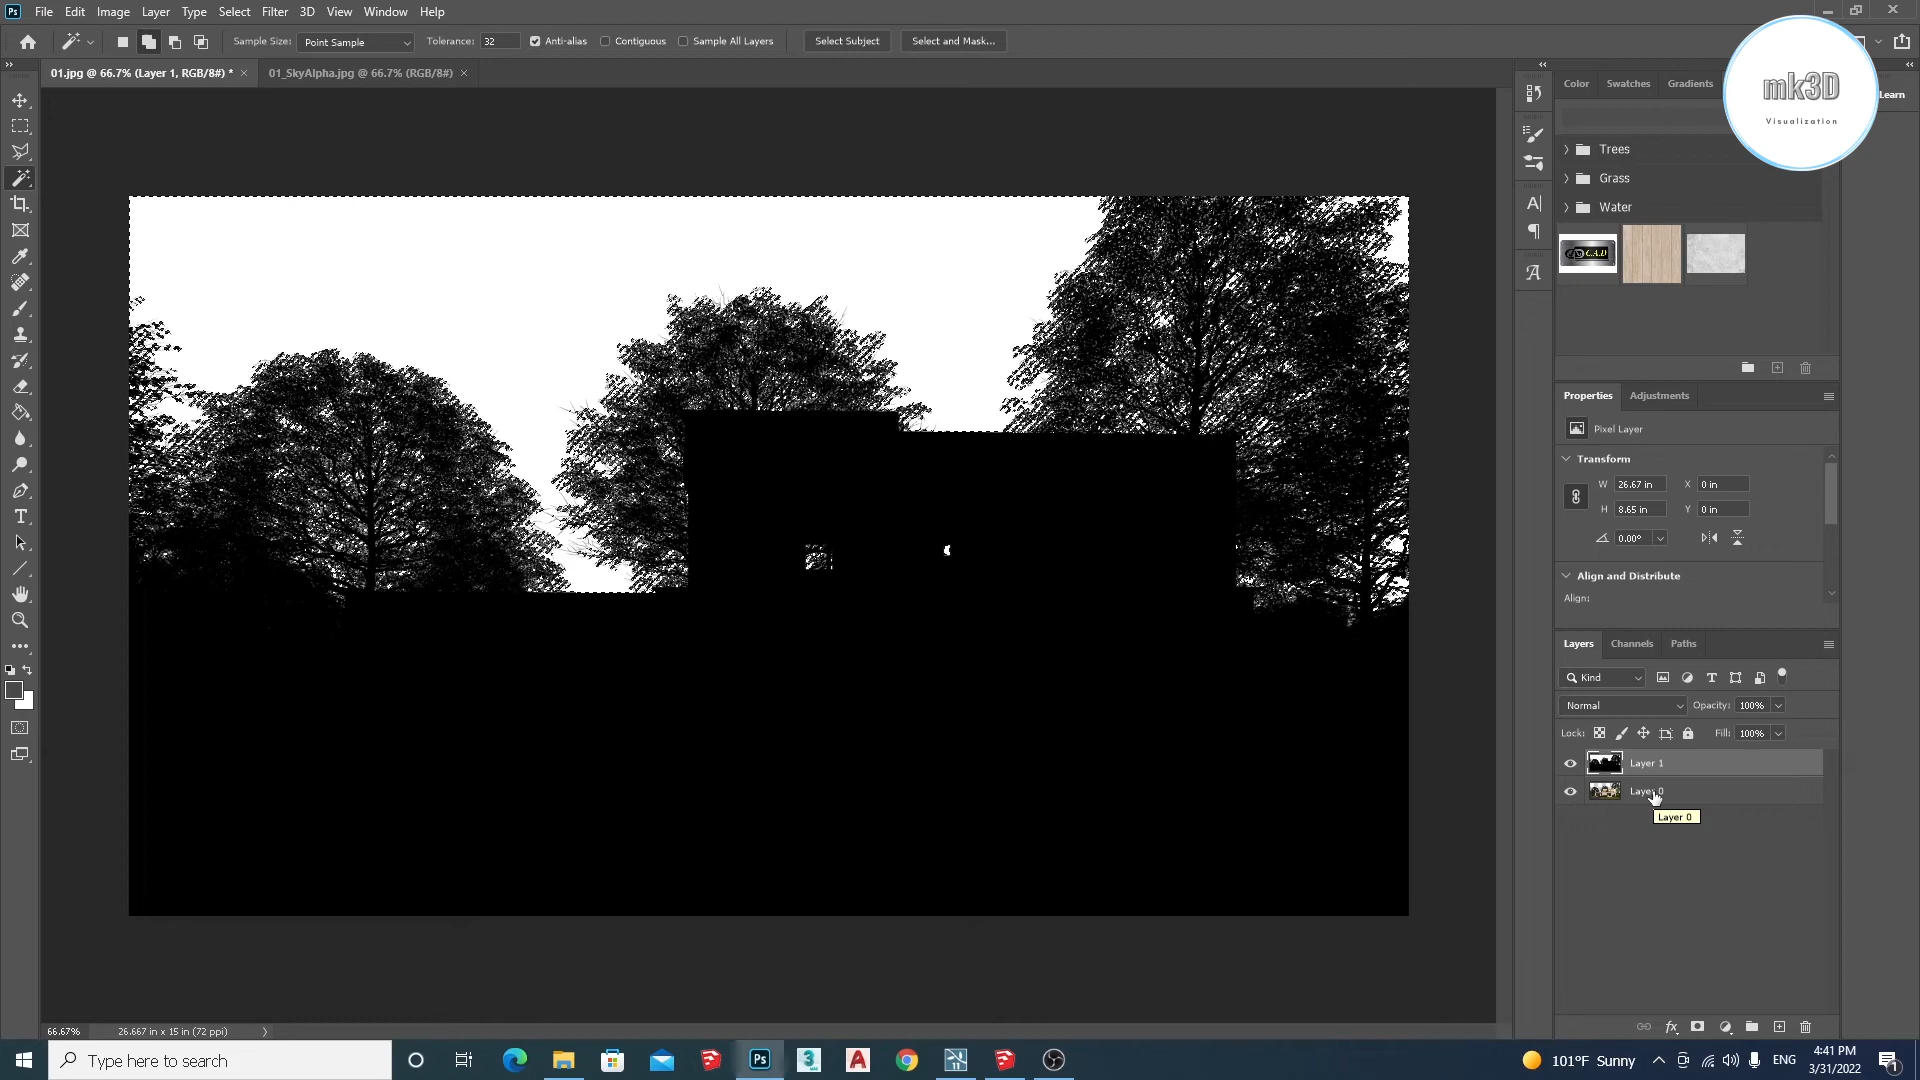 Ps File Edit Image Layer Type Select Filter 3D View Window Help
Sample Size: Point Sample Tolerance: 32 Anti-alias Contiguous Sample All Layers Select Subject Select and Mask...
01.jpg @ 66.7% (Layer 1, RGB/8#) * × 01_SkyAlpha.jpg @ 66.7% (RGB/8#) ×
Color Swatches Gradients
mk3D
Visualization
Learn
Trees
Grass
Water
C.A.D
Properties Adjustments
Pixel Layer
Transform
W 26.67 in X 0 in
H 8.65 in Y 0 in
0.00°
Align and Distribute
Align:
Layers Channels Paths
Kind
Normal Opacity: 100%
Lock: Fill: 100%
Layer 1
Layer 0
Layer 0
66.67% 26.667 in x 15 in (72 ppi)
Type here to search
101°F Sunny
ENG
4:41 PM
3/31/2022
1